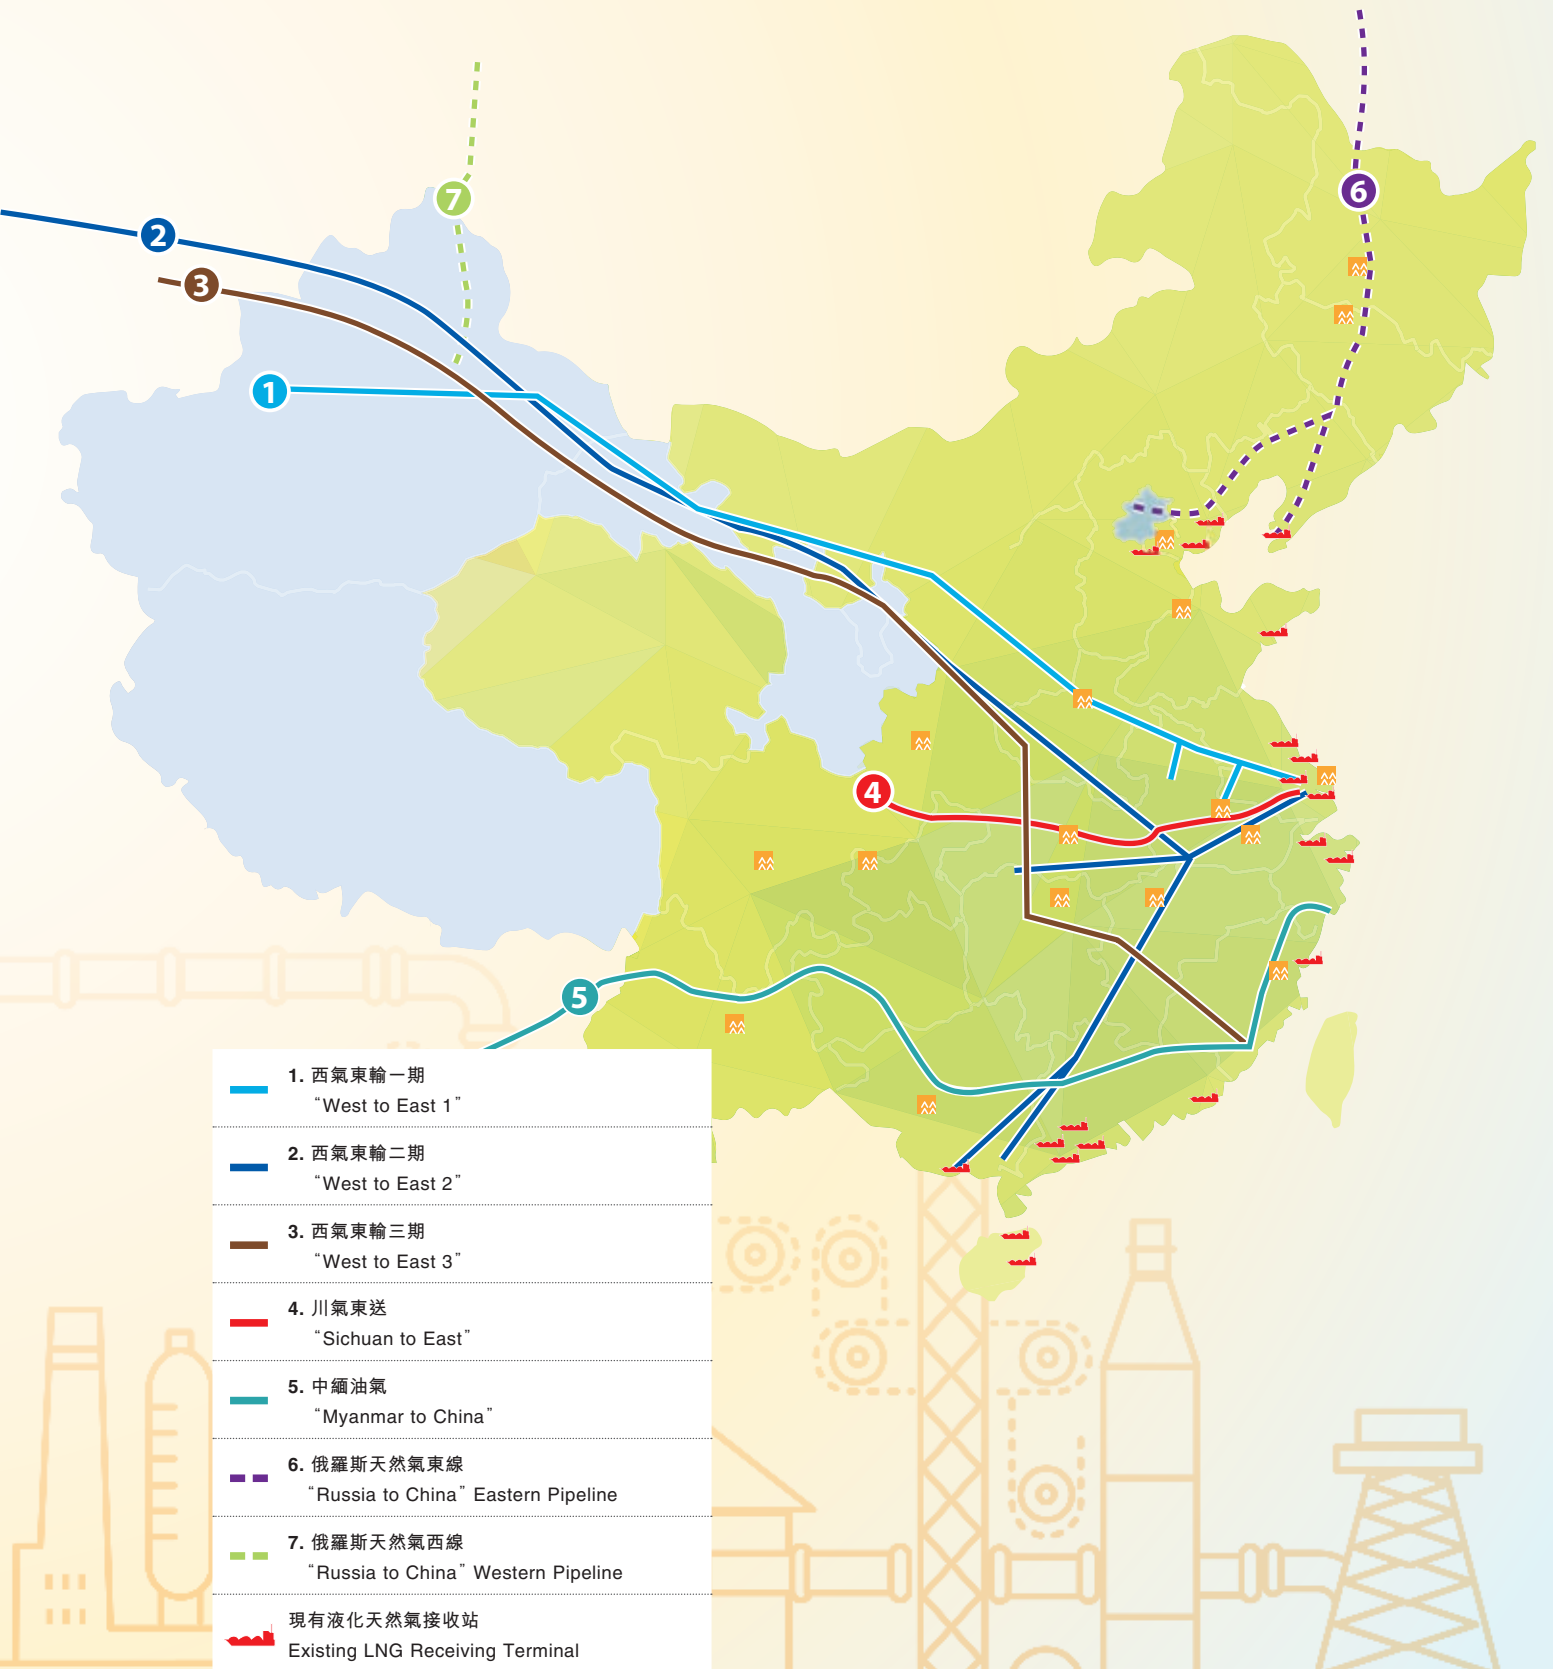 7
6
2
3
1
4
5
1. 西氣東輸一期
“West to East 1”
2. 西氣東輸二期
“West to East 2”
3. 西氣東輸三期
“West to East 3”
4. 川氣東送
“Sichuan to East”
5. 中緬油氣
“Myanmar to China”
6. 俄羅斯天然氣東線
“Russia to China” Eastern Pipeline
7. 俄羅斯天然氣西線
“Russia to China” Western Pipeline
現有液化天然氣接收站
Existing LNG Receiving Terminal